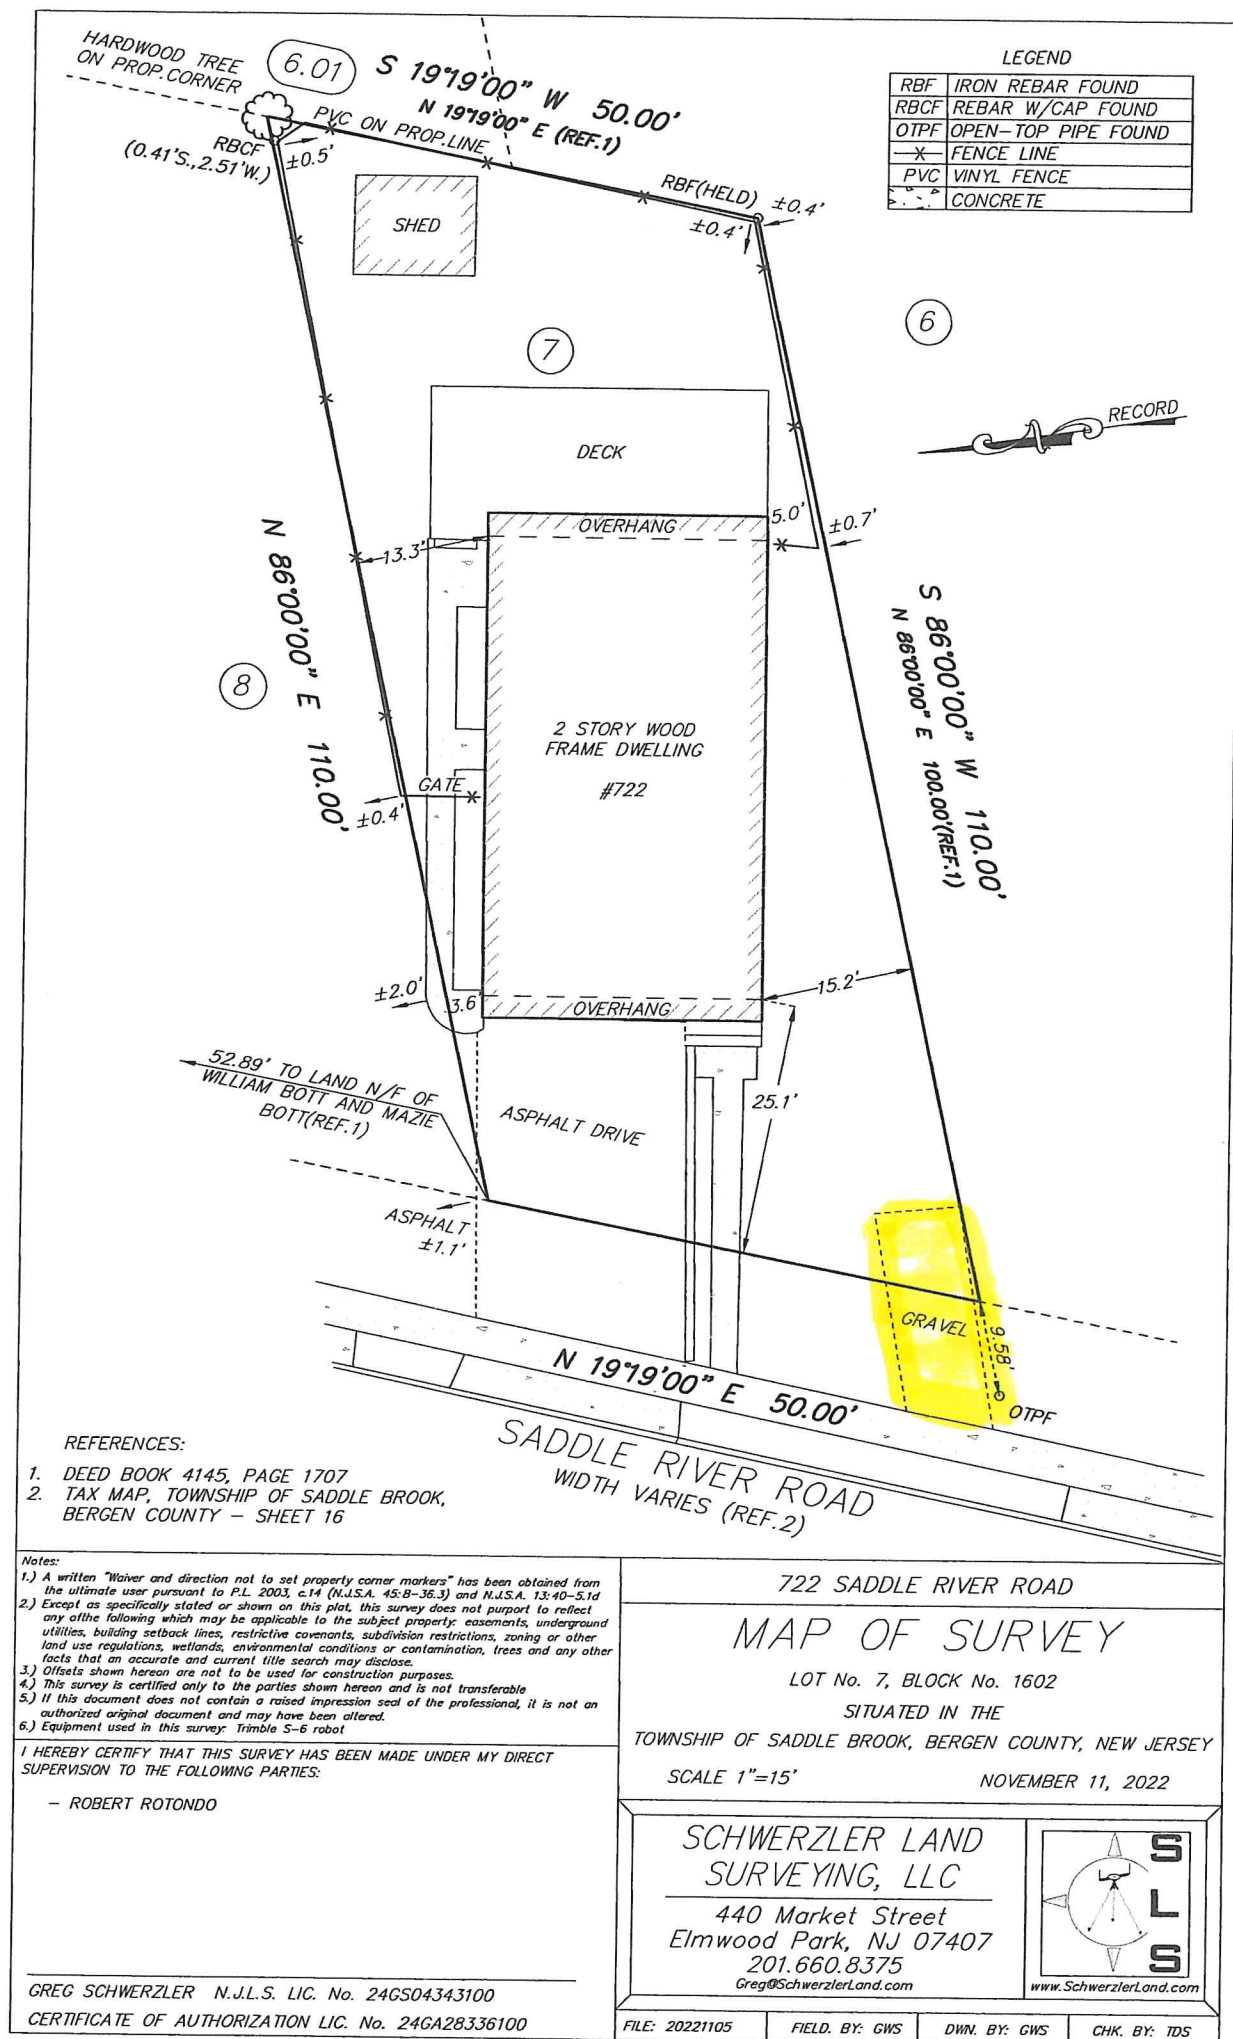 HARDWOOD TREE
ON PROP.CORNER
6.01
S 19°19'00" W 50.00'
N 19°19'00" E (REF.1)
PVC ON PROP.LINE
RBCF
(0.41'S.,2.51'W.)
±0.5'
RBF(HELD)
±0.4'
±0.4'
SHED
LEGEND
RBF IRON REBAR FOUND
RBCF REBAR W/CAP FOUND
OTPF OPEN-TOP PIPE FOUND
X FENCE LINE
PVC VINYL FENCE
CONCRETE
6
7
RECORD
DECK
OVERHANG
5.0'
±0.7'
13.3'
N 86°00'00" E 110.00'
S 86°00'00" W 110.00'
N 86°00'00" E 100.00'(REF.1)
8
2 STORY WOOD
FRAME DWELLING
#722
GATE
±0.4'
±2.0'
3.6'
OVERHANG
15.2'
25.1'
52.89' TO LAND N/F OF
WILLIAM BOTT AND MAZIE
BOTT(REF.1)
ASPHALT DRIVE
ASPHALT
±1.1'
GRAVEL
9.58'
OTPF
N 19°19'00" E 50.00'
SADDLE RIVER ROAD
WIDTH VARIES (REF.2)
REFERENCES:
1. DEED BOOK 4145, PAGE 1707
2. TAX MAP, TOWNSHIP OF SADDLE BROOK,
BERGEN COUNTY – SHEET 16
Notes:
1.) A written "Waiver and direction not to set property corner markers" has been obtained from
the ultimate user pursuant to P.L. 2003, c.14 (N.J.S.A. 45:8-36.3) and N.J.S.A. 13:40-5.1d
2.) Except as specifically stated or shown on this plat, this survey does not purport to reflect
any ofthe following which may be applicable to the subject property: easements, underground
utilities, building setback lines, restrictive covenants, subdivision restrictions, zoning or other
land use regulations, wetlands, environmental conditions or contamination, trees and any other
facts that an accurate and current title search may disclose.
3.) Offsets shown hereon are not to be used for construction purposes.
4.) This survey is certified only to the parties shown hereon and is not transferable
5.) If this document does not contain a raised impression seal of the professional, it is not an
authorized original document and may have been altered.
6.) Equipment used in this survey: Trimble S-6 robot
I HEREBY CERTIFY THAT THIS SURVEY HAS BEEN MADE UNDER MY DIRECT
SUPERVISION TO THE FOLLOWING PARTIES:
– ROBERT ROTONDO
GREG SCHWERZLER N.J.L.S. LIC. No. 24GS04343100
CERTIFICATE OF AUTHORIZATION LIC. No. 24GA28336100
722 SADDLE RIVER ROAD
MAP OF SURVEY
LOT No. 7, BLOCK No. 1602
SITUATED IN THE
TOWNSHIP OF SADDLE BROOK, BERGEN COUNTY, NEW JERSEY
SCALE 1"=15' NOVEMBER 11, 2022
SCHWERZLER LAND
SURVEYING, LLC
440 Market Street
Elmwood Park, NJ 07407
201.660.8375
Greg@SchwerzlerLand.com
SLS
www.SchwerzlerLand.com
FILE: 20221105 FIELD. BY: GWS DWN. BY: GWS CHK. BY: TDS